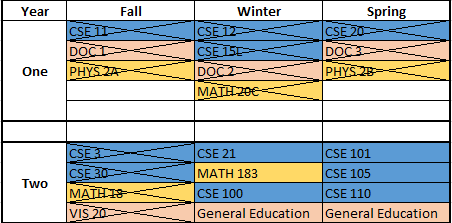 Year Fall Winter Spring
CSE 11 CSE 12 CSE 20
DOC 1 CSE 15L DOC 3
One PHYS 2A DOC 2 PHYS 2B
MATH 20C
CSE 3 CSE 21 CSE 101
Two CSE 30 MATH 183 CSE 105
MATH 18 CSE 100 CSE 110
VIS 20 General Education General Education